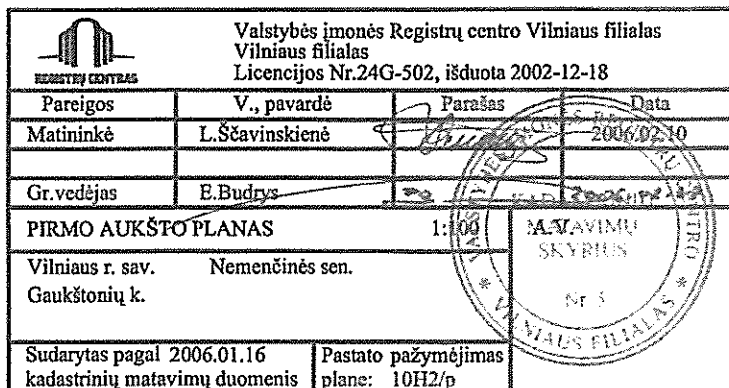 REGISTRŲ CENTRAS
Valstybės įmonės Registrų centro Vilniaus filialas
Vilniaus filialas
Licencijos Nr.24G-502, išduota 2002-12-18
Pareigos V., pavardė Parašas Data
Matininkė L.Ščavinskienė 2006/02/10
Gr.vedėjas E.Budrys
PIRMO AUKŠTO PLANAS 1:100 A.V.
MATAVIMŲ
SKYRIUS
Vilniaus r. sav. Nemenčinės sen.
Gaukštonių k.
VILNIAUS FILIALAS
Sudarytas pagal 2006.01.16
kadastrinių matavimų duomenis
Pastato pažymėjimas
plane: 10H2/p